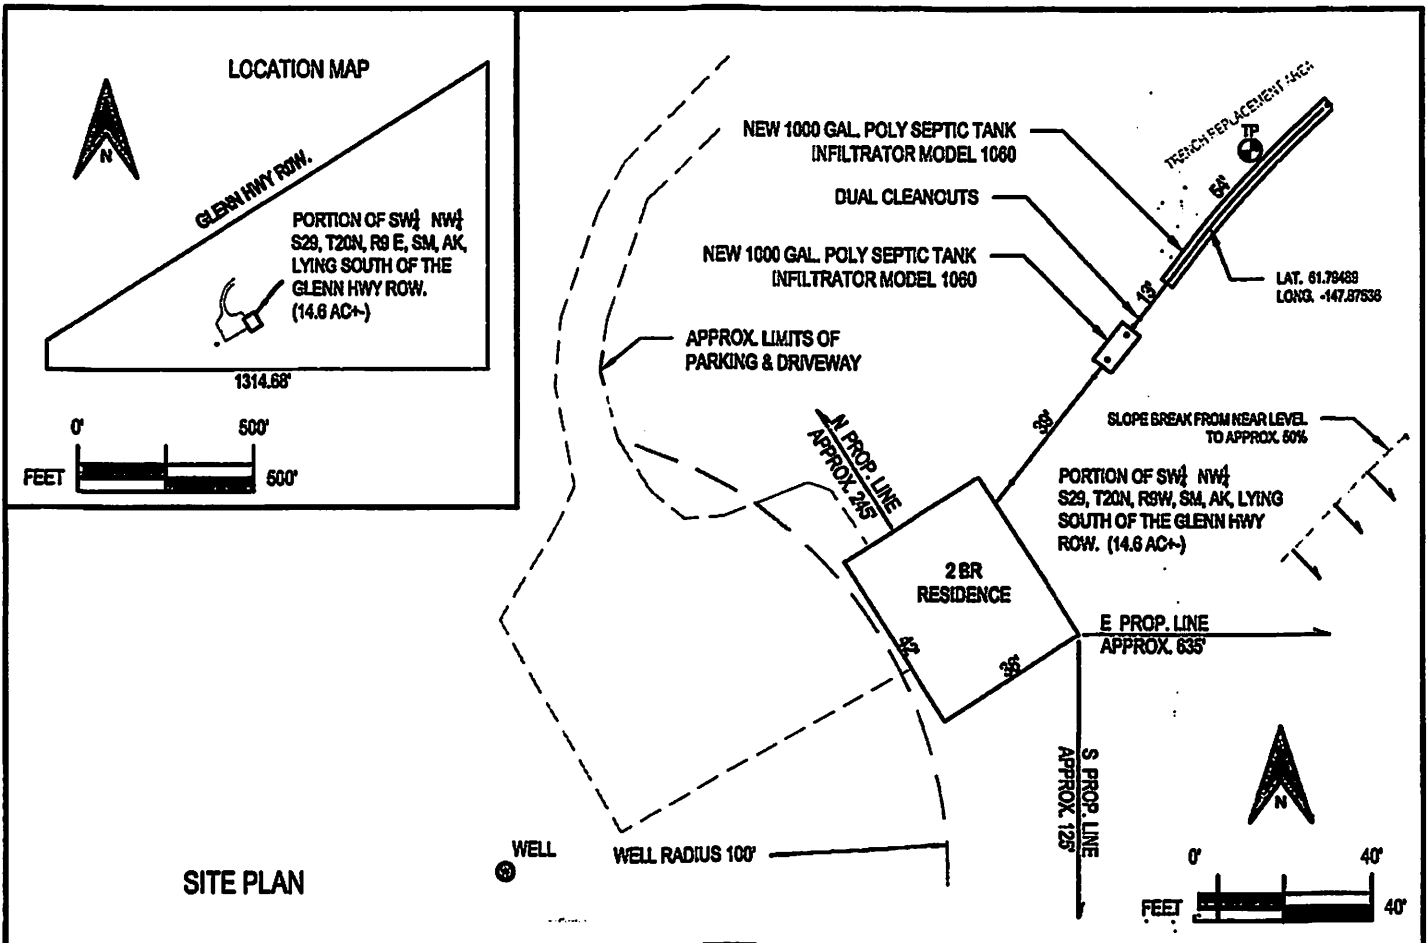 LOCATION MAP
N
GLENN HWY ROW.
PORTION OF SW¼ NW¼
S29, T20N, R9 E, SM, AK,
LYING SOUTH OF THE
GLENN HWY ROW.
(14.6 AC+-)
1314.68'
0'
500'
FEET
500'
NEW 1000 GAL. POLY SEPTIC TANK
INFILTRATOR MODEL 1060
DUAL CLEANOUTS
NEW 1000 GAL. POLY SEPTIC TANK
INFILTRATOR MODEL 1060
APPROX. LIMITS OF
PARKING & DRIVEWAY
TRENCH REPLACEMENT AREA
TP
54'
13'
LAT. 61.79489
LONG. -147.97536
39'
SLOPE BREAK FROM NEAR LEVEL
TO APPROX. 50%
N PROP. LINE
APPROX. 245'
PORTION OF SW¼ NW¼
S29, T20N, R9W, SM, AK, LYING
SOUTH OF THE GLENN HWY
ROW. (14.6 AC+-)
2 BR
RESIDENCE
42'
36'
E PROP. LINE
APPROX. 635'
S PROP. LINE
APPROX. 125'
WELL
WELL RADIUS 100'
SITE PLAN
N
0'
40'
FEET
40'